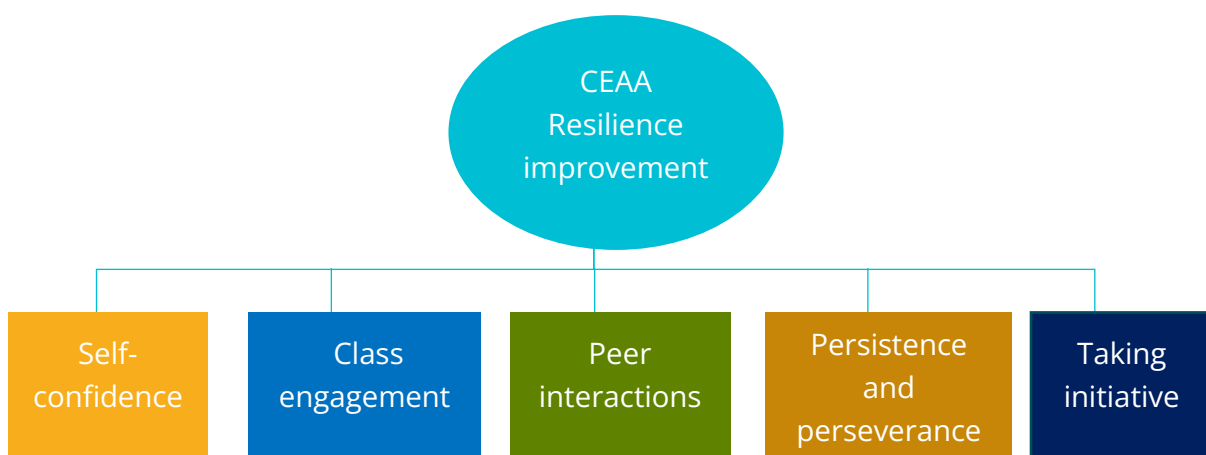 CEAA
Resilience
improvement
Self-
confidence
Class
engagement
Peer
interactions
Persistence
and
perseverance
Taking
initiative